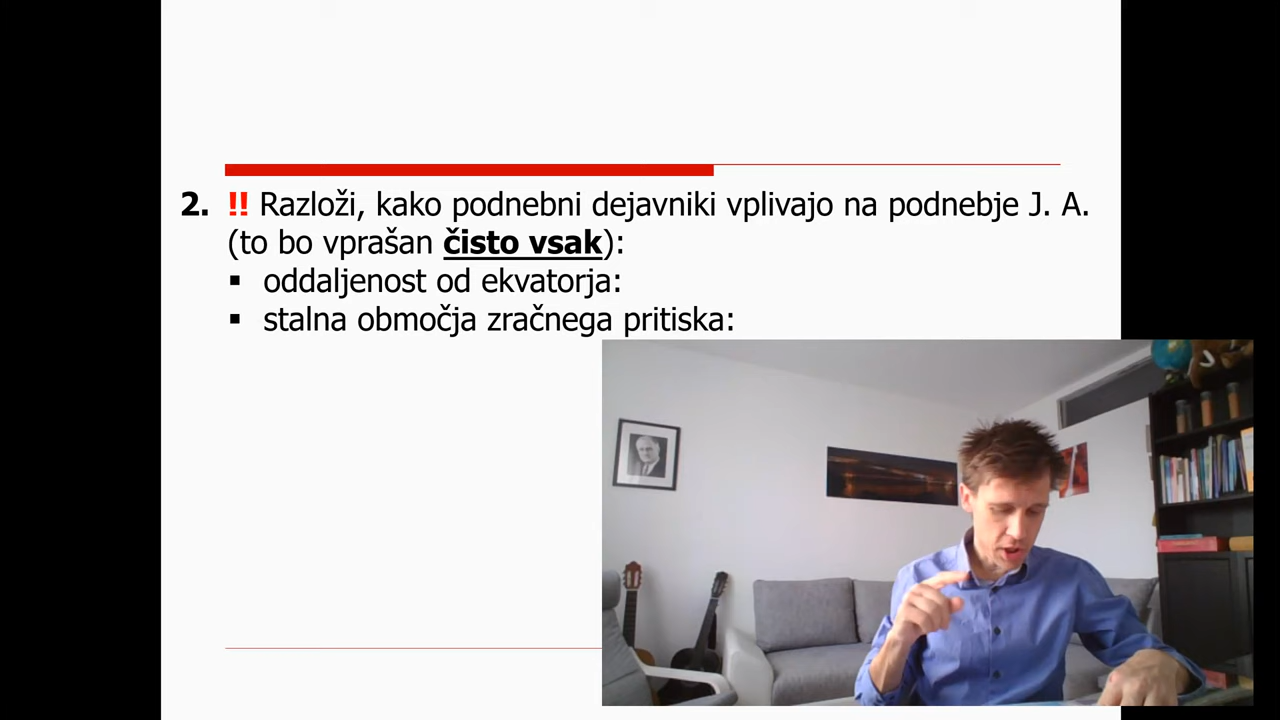 2. !! Razloži, kako podnebni dejavniki vplivajo na podnebje J. A.
(to bo vprašan čisto vsak):
▪ oddaljenost od ekvatorja:
▪ stalna območja zračnega pritiska: